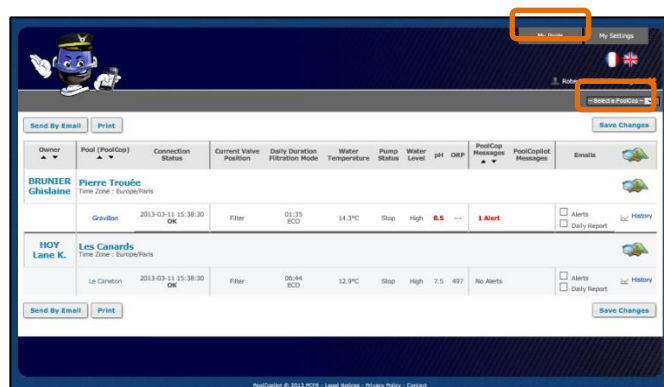 My Pools My Settings
-- Select a PoolCop --
Send By Email Print Save Changes
Owner Pool (PoolCop) Connection Status Current Valve Position Daily Duration Filtration Mode Water Temperature Pump Status Water Level pH ORP PoolCop Messages PoolCopilot Messages Emails
BRUNIER Ghislaine Pierre Trouée
Time Zone : Europe/Paris
Gravillon 2013-03-11 15:38:30 OK Filter 01:35 ECO 14.3°C Stop High 8.5 --- 1 Alert Alerts History
Daily Report
HOY Lane K. Les Canards
Time Zone : Europe/Paris
Le Caneton 2013-03-11 15:38:30 OK Filter 06:44 ECO 12.9°C Stop High 7.5 497 No Alerts Alerts History
Daily Report
Send By Email Print Save Changes
PoolCopilot © 2013 PCFR - Legal Notices - Privacy Policy - Contact